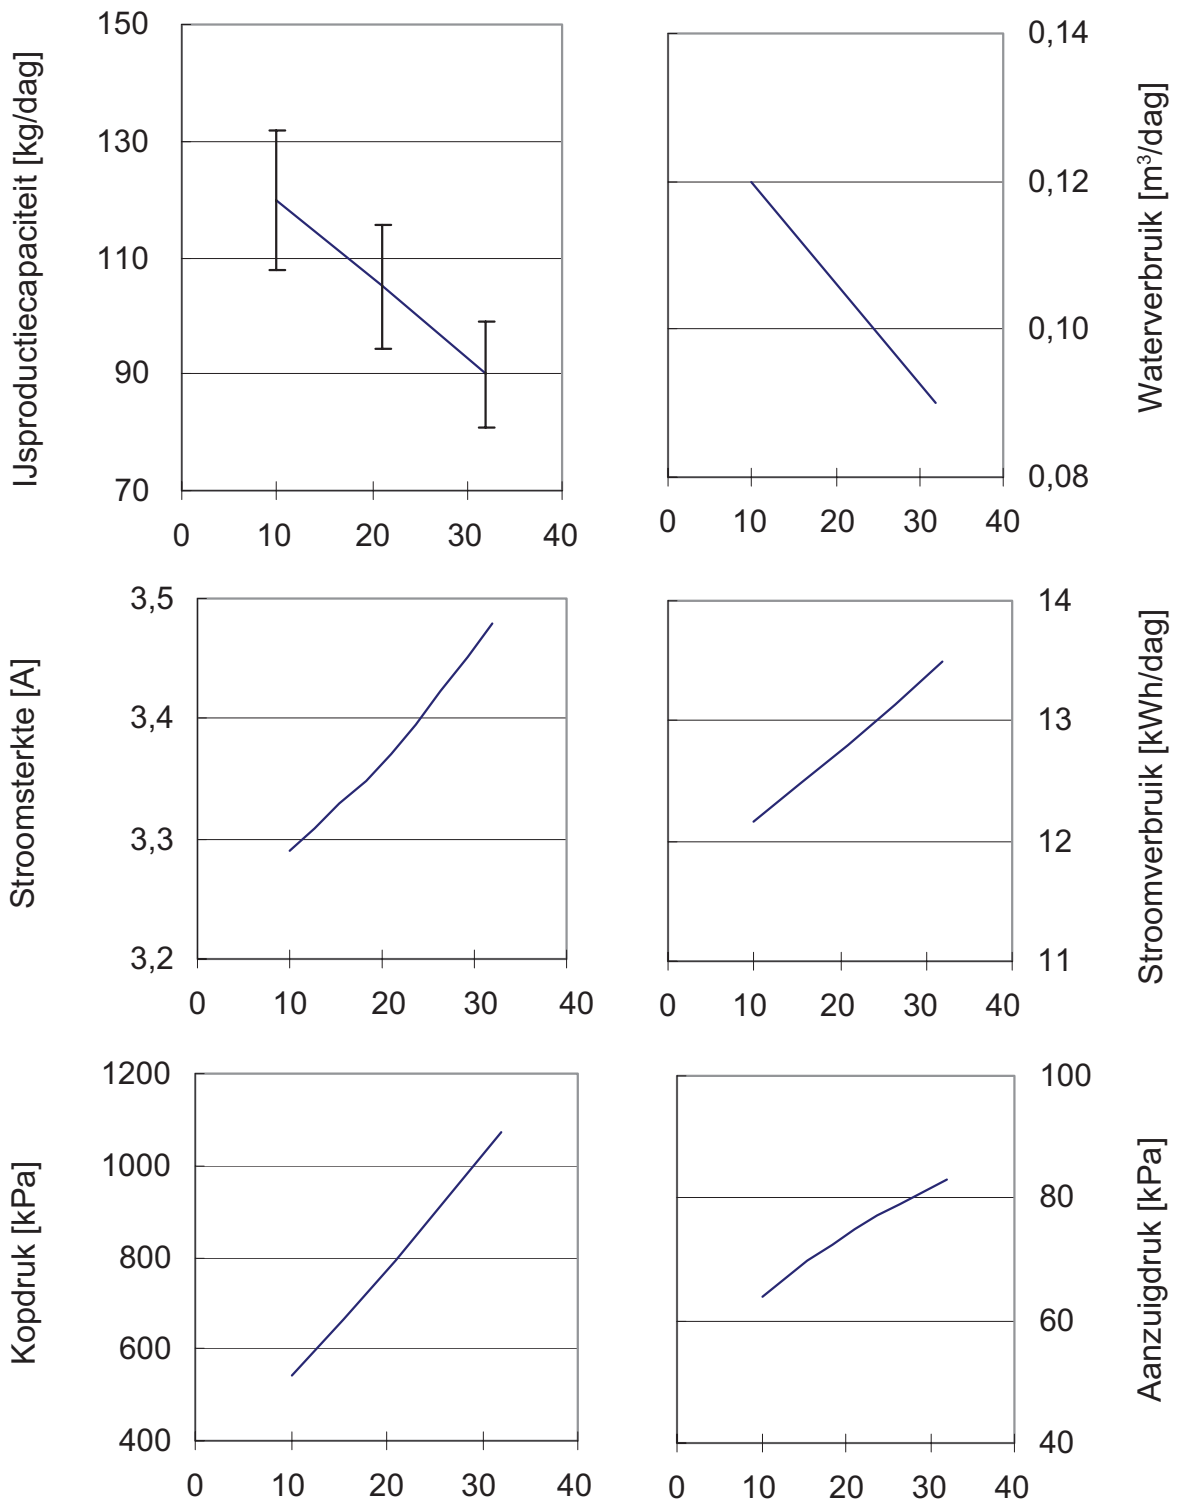 IJsproductiecapaciteit [kg/dag]
150
130
110
90
70
0 10 20 30 40
Waterverbruik [m³/dag]
0,14
0,12
0,10
0,08
0 10 20 30 40
Stroomsterkte [A]
3,5
3,4
3,3
3,2
0 10 20 30 40
Stroomverbruik [kWh/dag]
14
13
12
11
0 10 20 30 40
Kopdruk [kPa]
1200
1000
800
600
400
0 10 20 30 40
Aanzuigdruk [kPa]
100
80
60
40
0 10 20 30 40